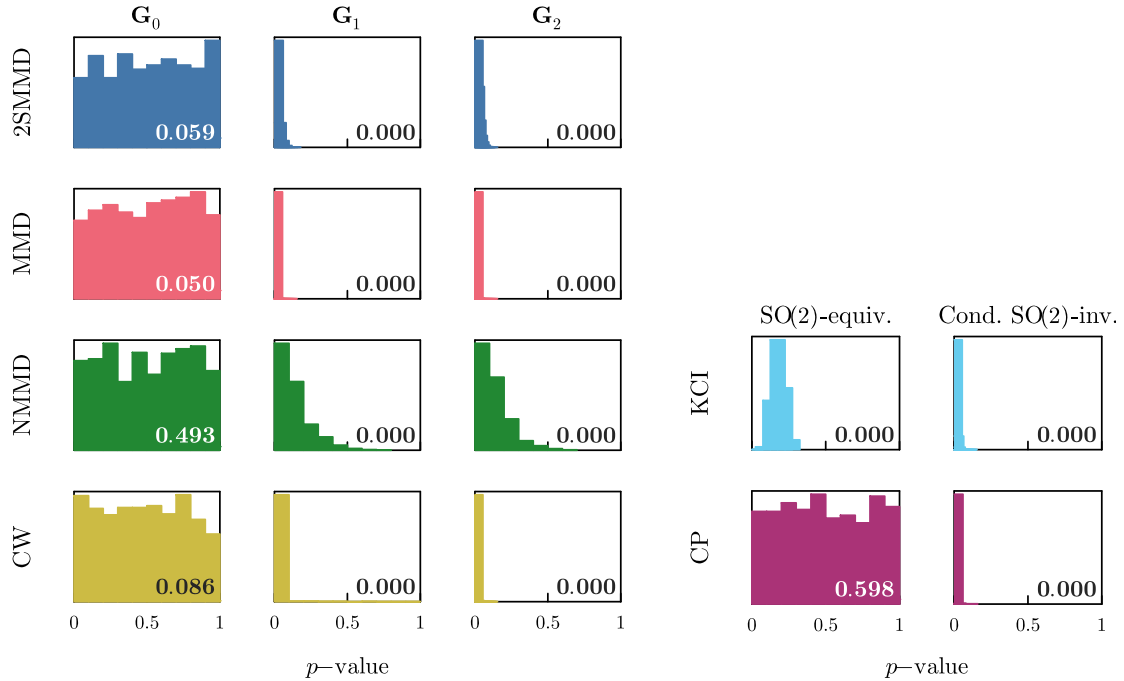 G0 G1 G2
2SMMD
0.059 0.000 0.000
MMD
0.050 0.000 0.000
SO(2)-equiv. Cond. SO(2)-inv.
NMMD
0.493 0.000 0.000
KCI
0.000 0.000
CW
0.086 0.000 0.000
CP
0.598 0.000
0 0.5 1 0 0.5 1 0 0.5 1 0 0.5 1 0 0.5 1
p−value p−value